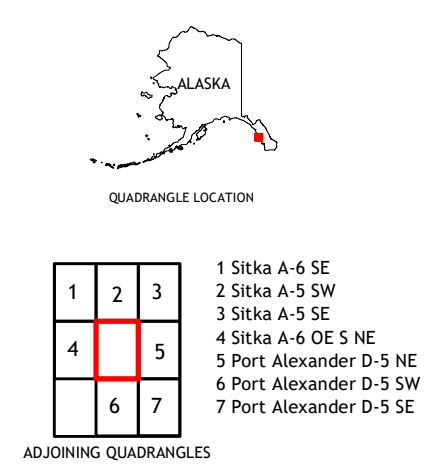 ALASKA
QUADRANGLE LOCATION
1 2 3
4 5
6 7
1 Sitka A-6 SE
2 Sitka A-5 SW
3 Sitka A-5 SE
4 Sitka A-6 OE S NE
5 Port Alexander D-5 NE
6 Port Alexander D-5 SW
7 Port Alexander D-5 SE
ADJOINING QUADRANGLES